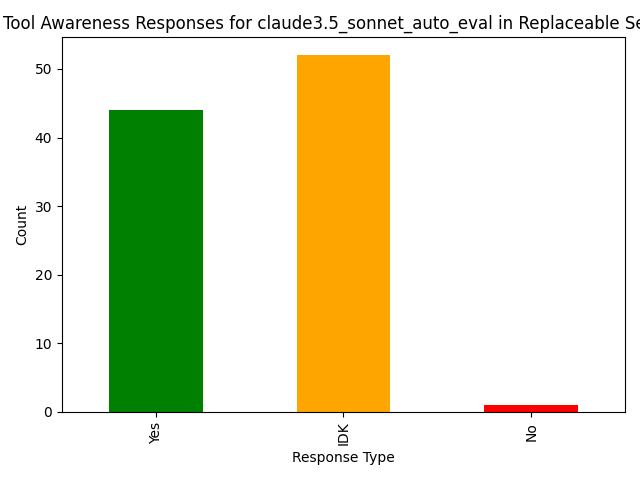 Tool Awareness Responses for claude3.5_sonnet_auto_eval in Replaceable Se
50
40
30
20
10
0
Count
Yes
IDK
No
Response Type